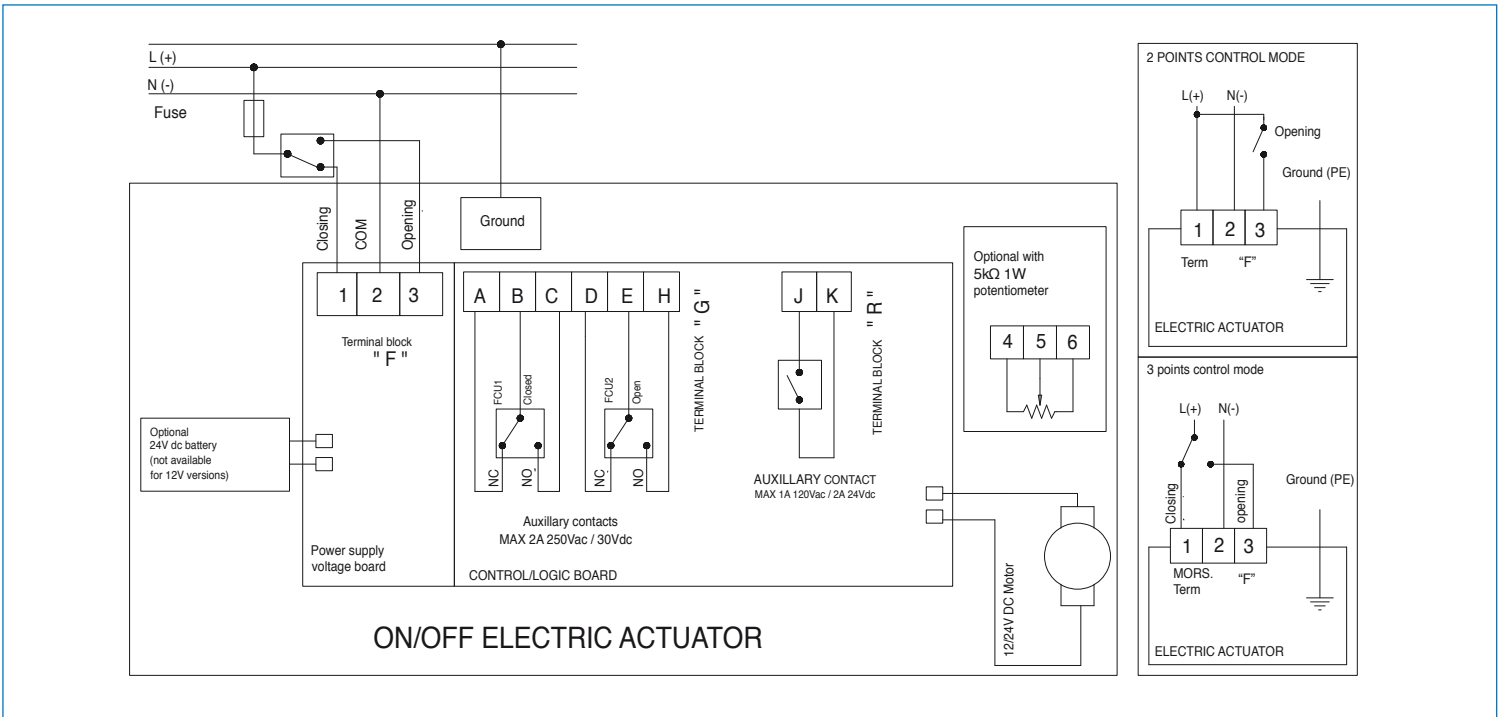 L (+)
N (-)
Fuse
Closing
COM
Opening
Ground
1 2 3
Terminal block
" F "
Optional
24V dc battery
(not available
for 12V versions)
Power supply
voltage board
A B C D E H
TERMINAL BLOCK " G "
FCU1
Closed
FCU2
Open
NC
NO
NC
NO
Auxillary contacts
MAX 2A 250Vac / 30Vdc
CONTROL/LOGIC BOARD
J K
TERMINAL BLOCK " R "
AUXILLARY CONTACT
MAX 1A 120Vac / 2A 24Vdc
Optional with
5kΩ 1W
potentiometer
4 5 6
12/24V DC Motor
ON/OFF ELECTRIC ACTUATOR
2 POINTS CONTROL MODE
L(+) N(-)
Opening
Ground (PE)
1 2 3
Term "F"
ELECTRIC ACTUATOR
3 points control mode
L(+) N(-)
Closing
opening
Ground (PE)
1 2 3
MORS.
Term "F"
ELECTRIC ACTUATOR